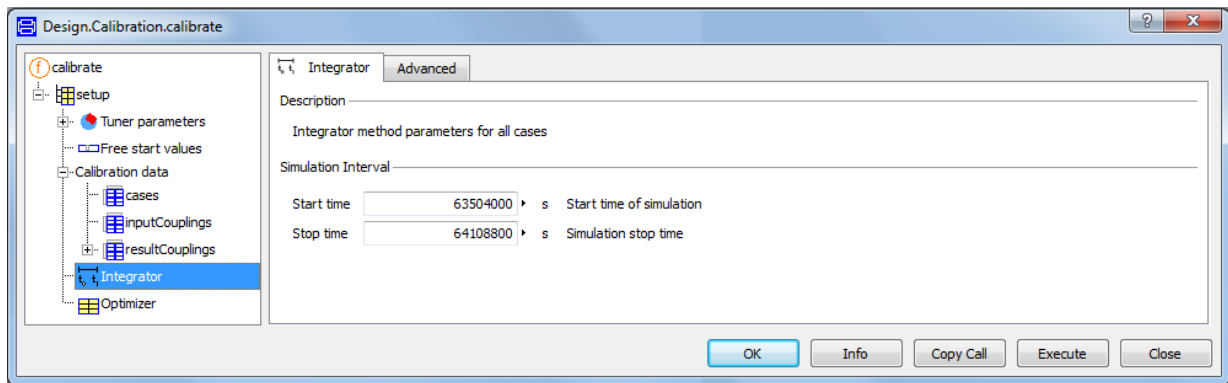 Design.Calibration.calibrate
calibrate
setup
Tuner parameters
Free start values
Calibration data
cases
inputCouplings
resultCouplings
Integrator
Optimizer
Integrator Advanced
Description
Integrator method parameters for all cases
Simulation Interval
Start time 63504000 s Start time of simulation
Stop time 64108800 s Simulation stop time
OK Info Copy Call Execute Close